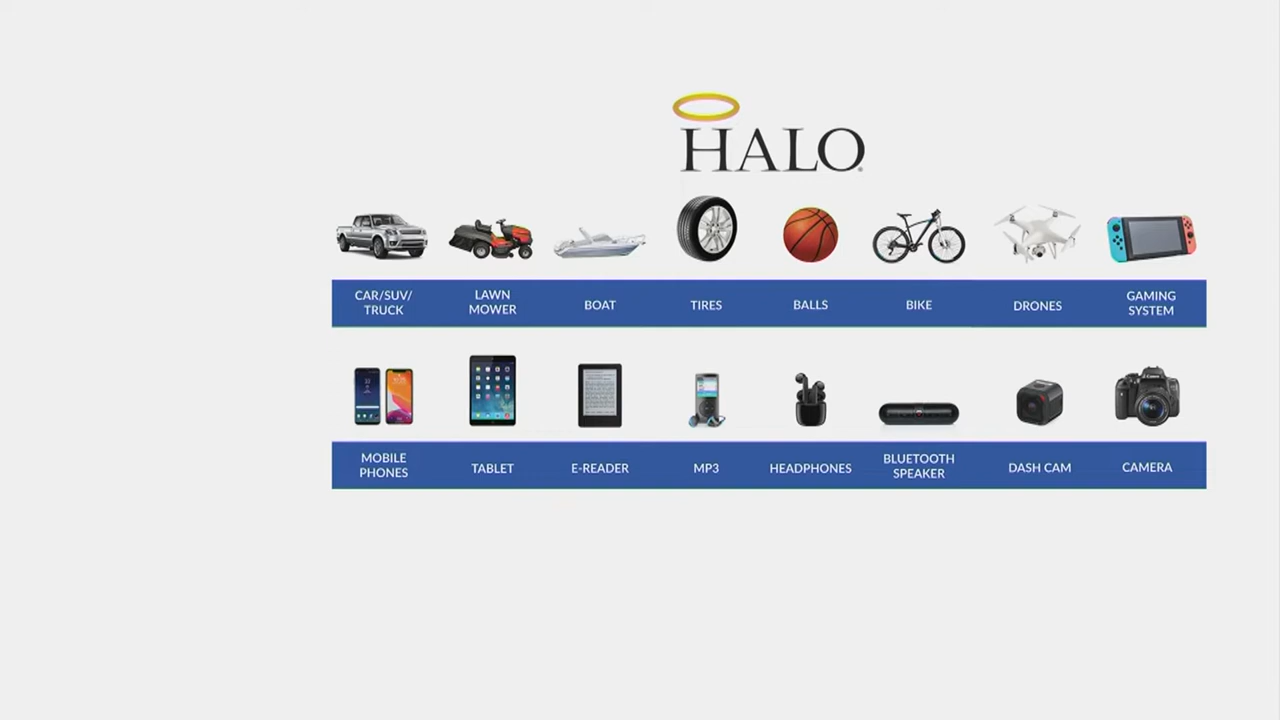 HALO
CAR/SUV/
TRUCK
LAWN
MOWER
BOAT
TIRES
BALLS
BIKE
DRONES
GAMING
SYSTEM
MOBILE
PHONES
TABLET
E-READER
MP3
HEADPHONES
BLUETOOTH
SPEAKER
DASH CAM
CAMERA